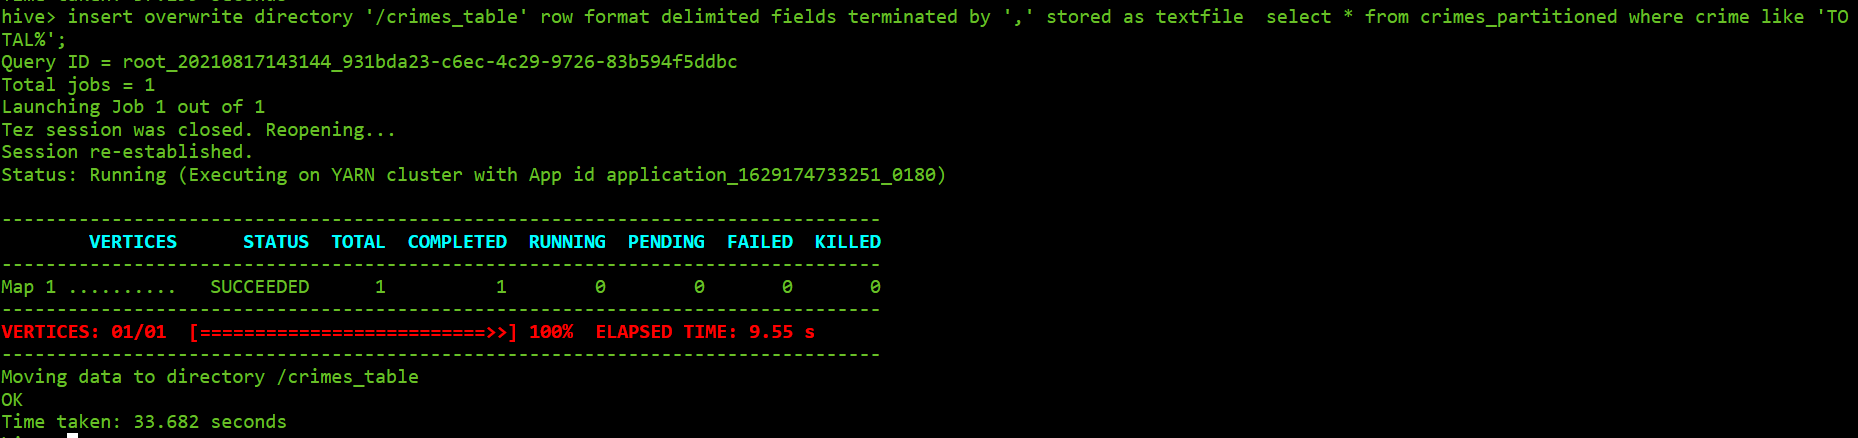 hive> insert overwrite directory '/crimes_table' row format delimited fields terminated by ',' stored as textfile  select * from crimes_partitioned where crime like 'TO
TAL%';
Query ID = root_20210817143144_931bda23-c6ec-4c29-9726-83b594f5ddbc
Total jobs = 1
Launching Job 1 out of 1
Tez session was closed. Reopening...
Session re-established.
Status: Running (Executing on YARN cluster with App id application_1629174733251_0180)
--------------------------------------------------------------------------------
        VERTICES      STATUS  TOTAL  COMPLETED  RUNNING  PENDING  FAILED  KILLED
--------------------------------------------------------------------------------
Map 1 ..........   SUCCEEDED      1          1        0        0       0       0
--------------------------------------------------------------------------------
VERTICES: 01/01  [==========================>>] 100%  ELAPSED TIME: 9.55 s
--------------------------------------------------------------------------------
Moving data to directory /crimes_table
OK
Time taken: 33.682 seconds